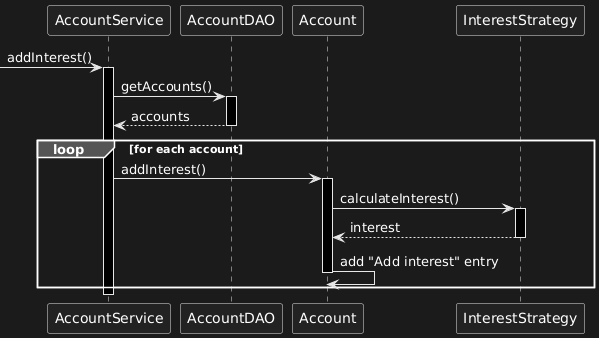 AccountService AccountDAO Account InterestStrategy
addInterest()
getAccounts()
accounts
loop [for each account]
addInterest()
calculateInterest()
interest
add "Add interest" entry
AccountService AccountDAO Account InterestStrategy